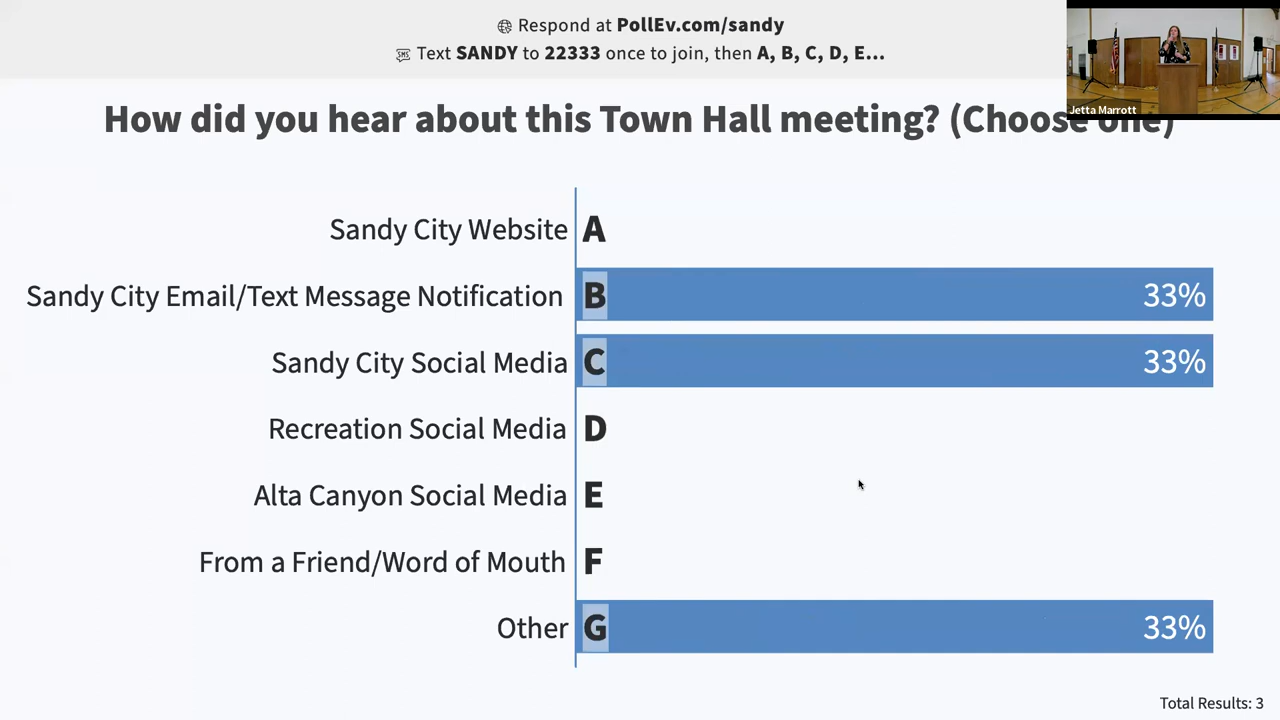 Respond at PollEv.com/sandy
Text SANDY to 22333 once to join, then A, B, C, D, E...
Jetta Marrott
How did you hear about this Town Hall meeting? (Choose one)
Sandy City Website A
Sandy City Email/Text Message Notification B 33%
Sandy City Social Media C 33%
Recreation Social Media D
Alta Canyon Social Media E
From a Friend/Word of Mouth F
Other G 33%
Total Results: 3